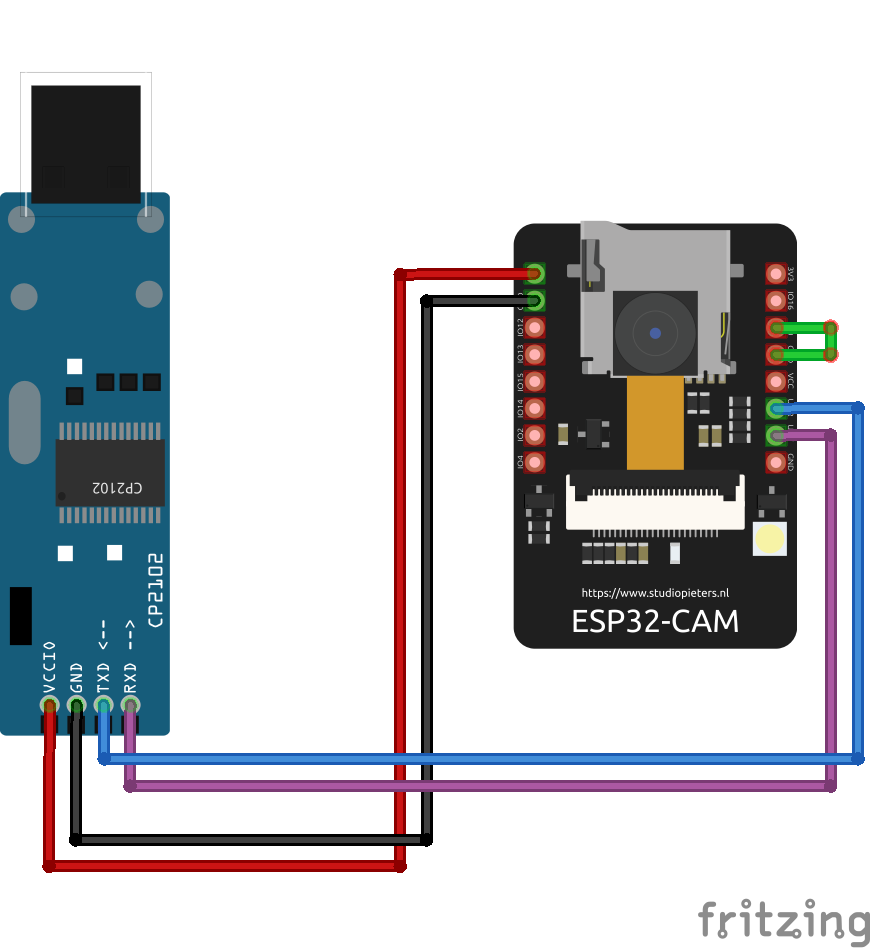 CP2102
CP2102
VCCIO
GND
TXD <--
RXD -->
IO12
IO13
IO15
IO14
IO2
IO4
3V3
IO16
VCC
GND
https://www.studiopieters.nl
ESP32-CAM
fritzing